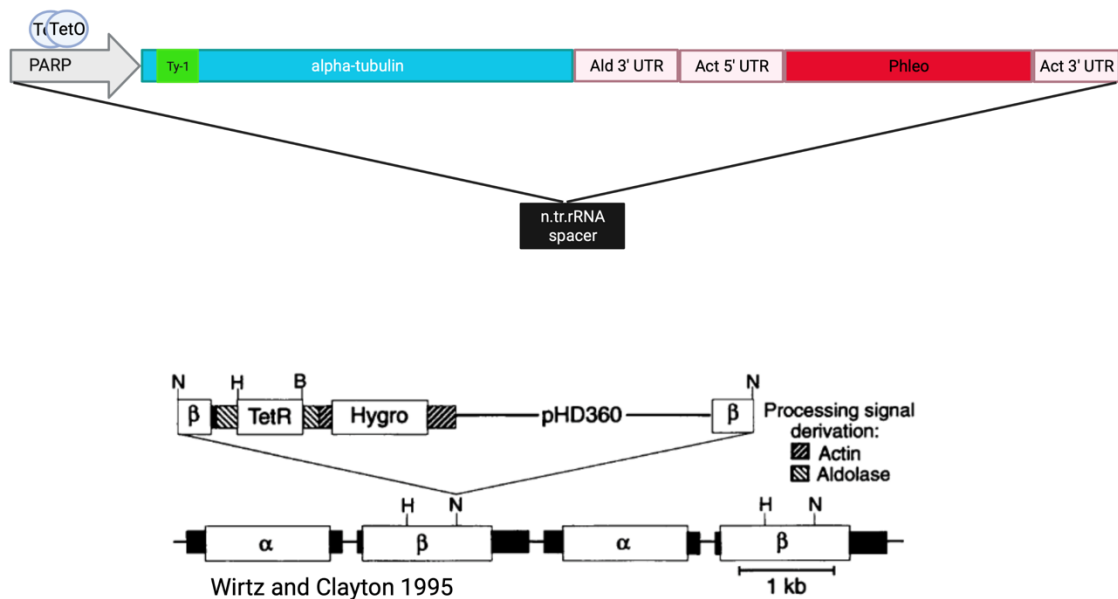 TetO
PARP
Ty-1
alpha-tubulin
Ald 3' UTR
Act 5' UTR
Phleo
Act 3' UTR
n.tr.rRNA
spacer
N
H
B
N
β
TetR
Hygro
pHD360
β
Processing signal
derivation:
Actin
Aldolase
H
N
H
N
α
β
α
β
1 kb
Wirtz and Clayton 1995